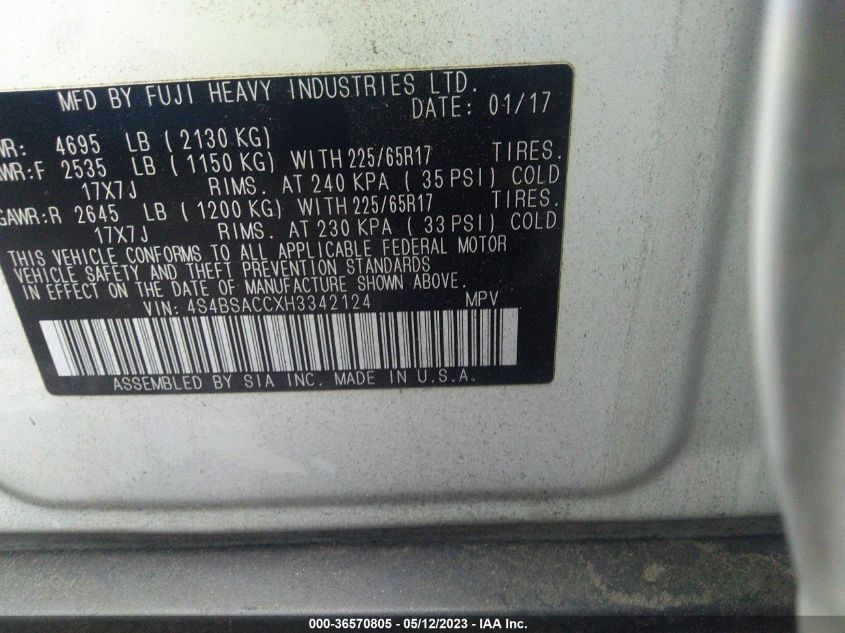 MFD BY FUJI HEAVY INDUSTRIES LTD.
DATE: 01/17
WR: 4695 LB (2130 KG)
AWR:F 2535 LB (1150 KG) WITH 225/65R17 TIRES.
17X7J RIMS. AT 240 KPA (35 PSI) COLD
GAWR:R 2645 LB (1200 KG) WITH 225/65R17 TIRES.
17X7J RIMS. AT 230 KPA (33 PSI) COLD
THIS VEHICLE CONFORMS TO ALL APPLICABLE FEDERAL MOTOR
VEHICLE SAFETY AND THEFT PREVENTION STANDARDS
IN EFFECT ON THE DATE OF MANUFACTURE SHOWN ABOVE.
VIN: 4S4BSACCXH3342124 MPV
ASSEMBLED BY SIA INC. MADE IN U.S.A.
000-36570805 - 05/12/2023 - IAA Inc.